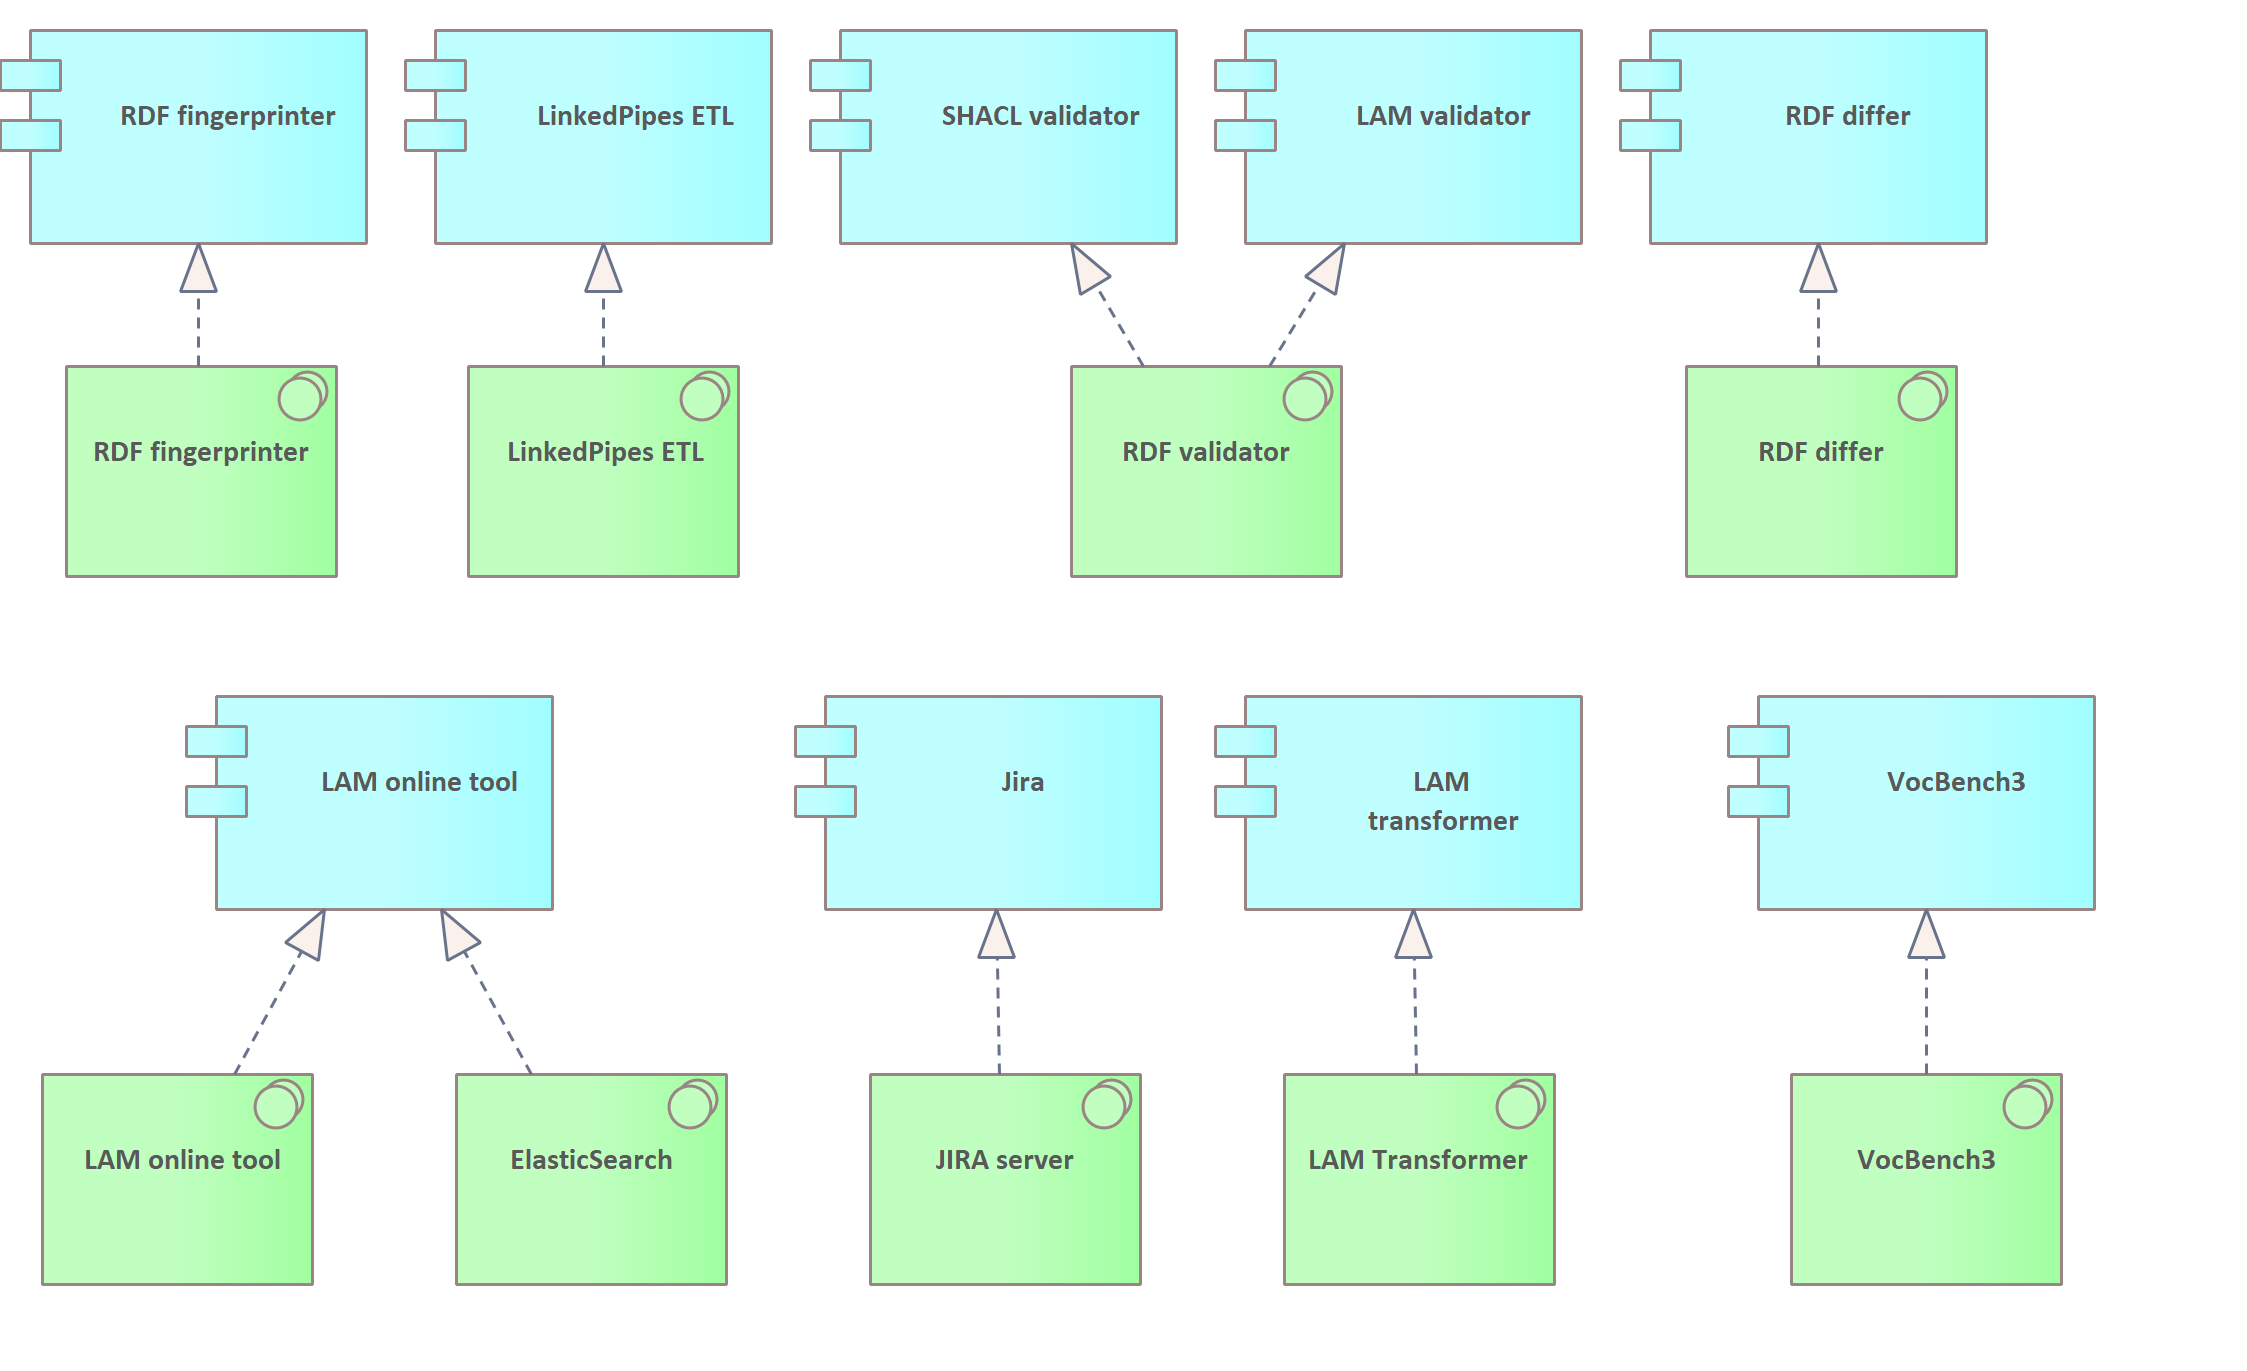 RDF fingerprinter
LinkedPipes ETL
SHACL validator
LAM validator
RDF differ
RDF fingerprinter
LinkedPipes ETL
RDF validator
RDF differ
LAM online tool
Jira
LAM
transformer
VocBench3
LAM online tool
ElasticSearch
JIRA server
LAM Transformer
VocBench3